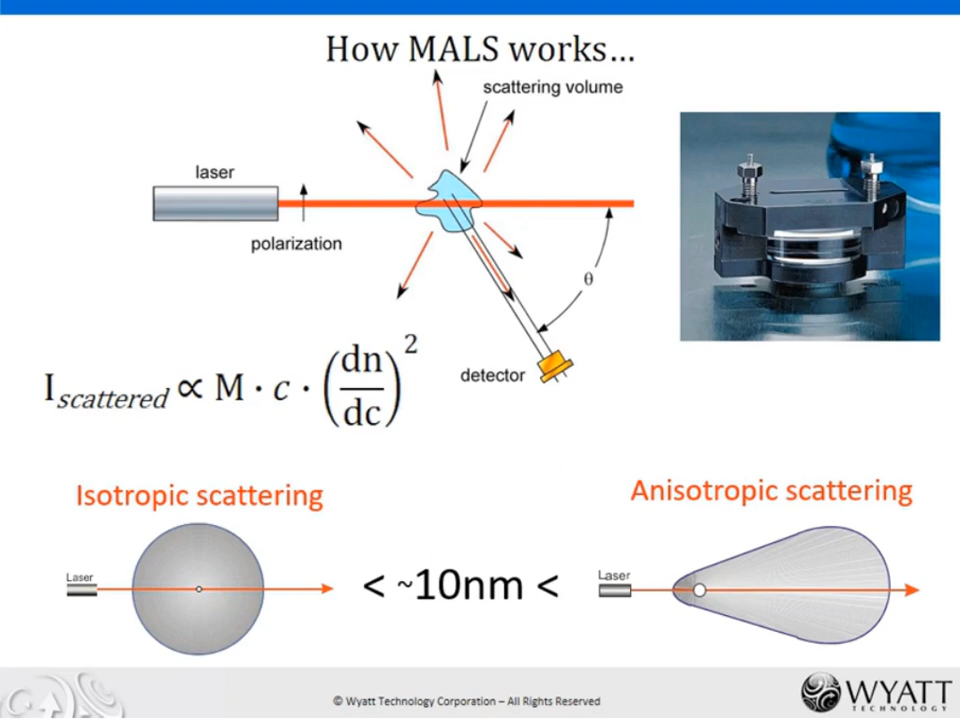 How MALS works...
scattering volume
laser
polarization
θ
detector
I_scattered ∝ M · c · (dn/dc)²
Isotropic scattering
Anisotropic scattering
Laser
< ~10nm <
Laser
© Wyatt Technology Corporation – All Rights Reserved
WYATT
TECHNOLOGY